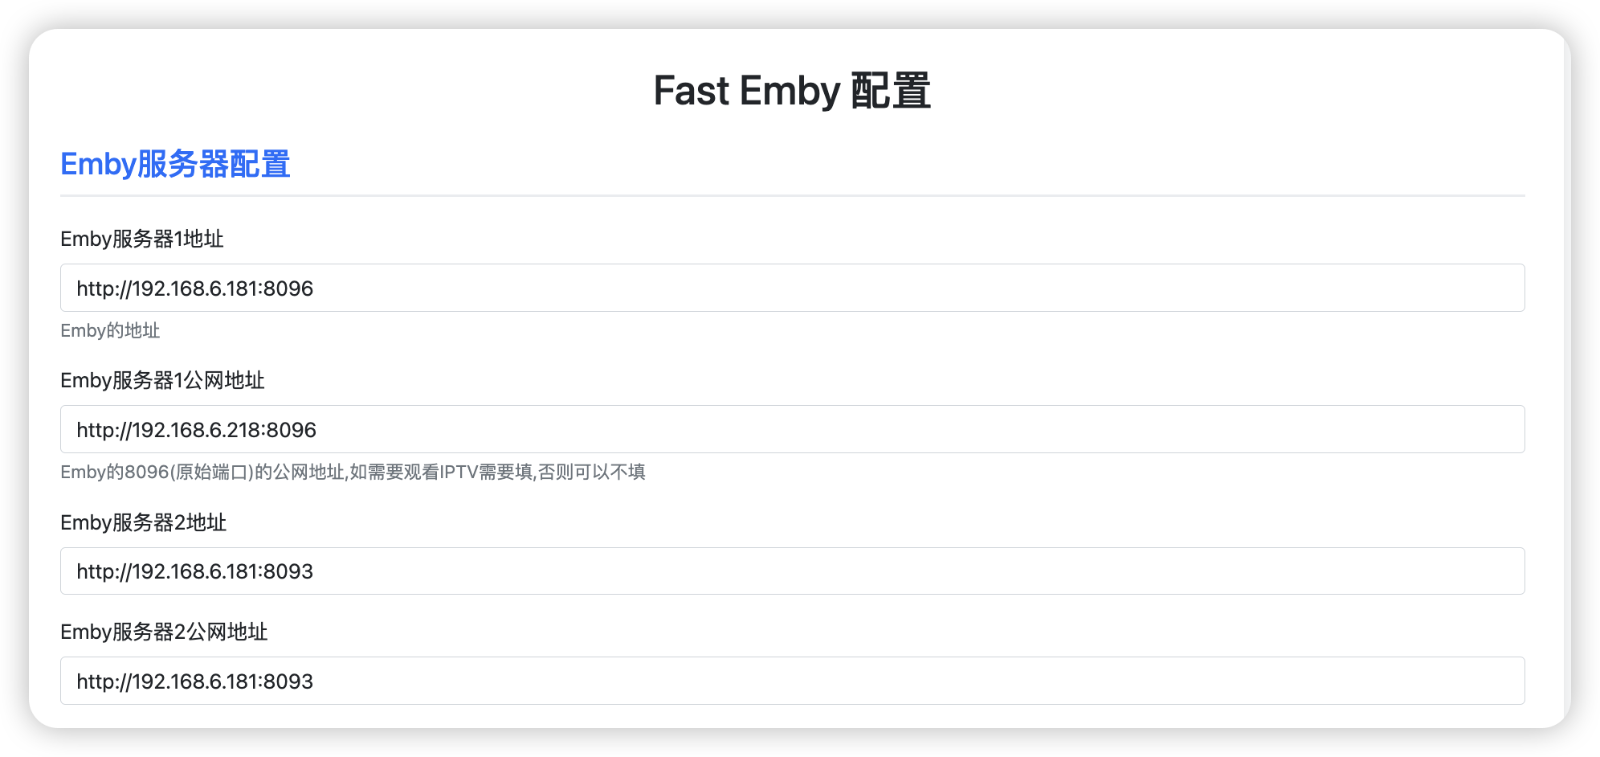 Fast Emby 配置
Emby服务器配置
Emby服务器1地址
http://192.168.6.181:8096
Emby的地址
Emby服务器1公网地址
http://192.168.6.218:8096
Emby的8096(原始端口)的公网地址,如需要观看IPTV需要填,否则可以不填
Emby服务器2地址
http://192.168.6.181:8093
Emby服务器2公网地址
http://192.168.6.181:8093